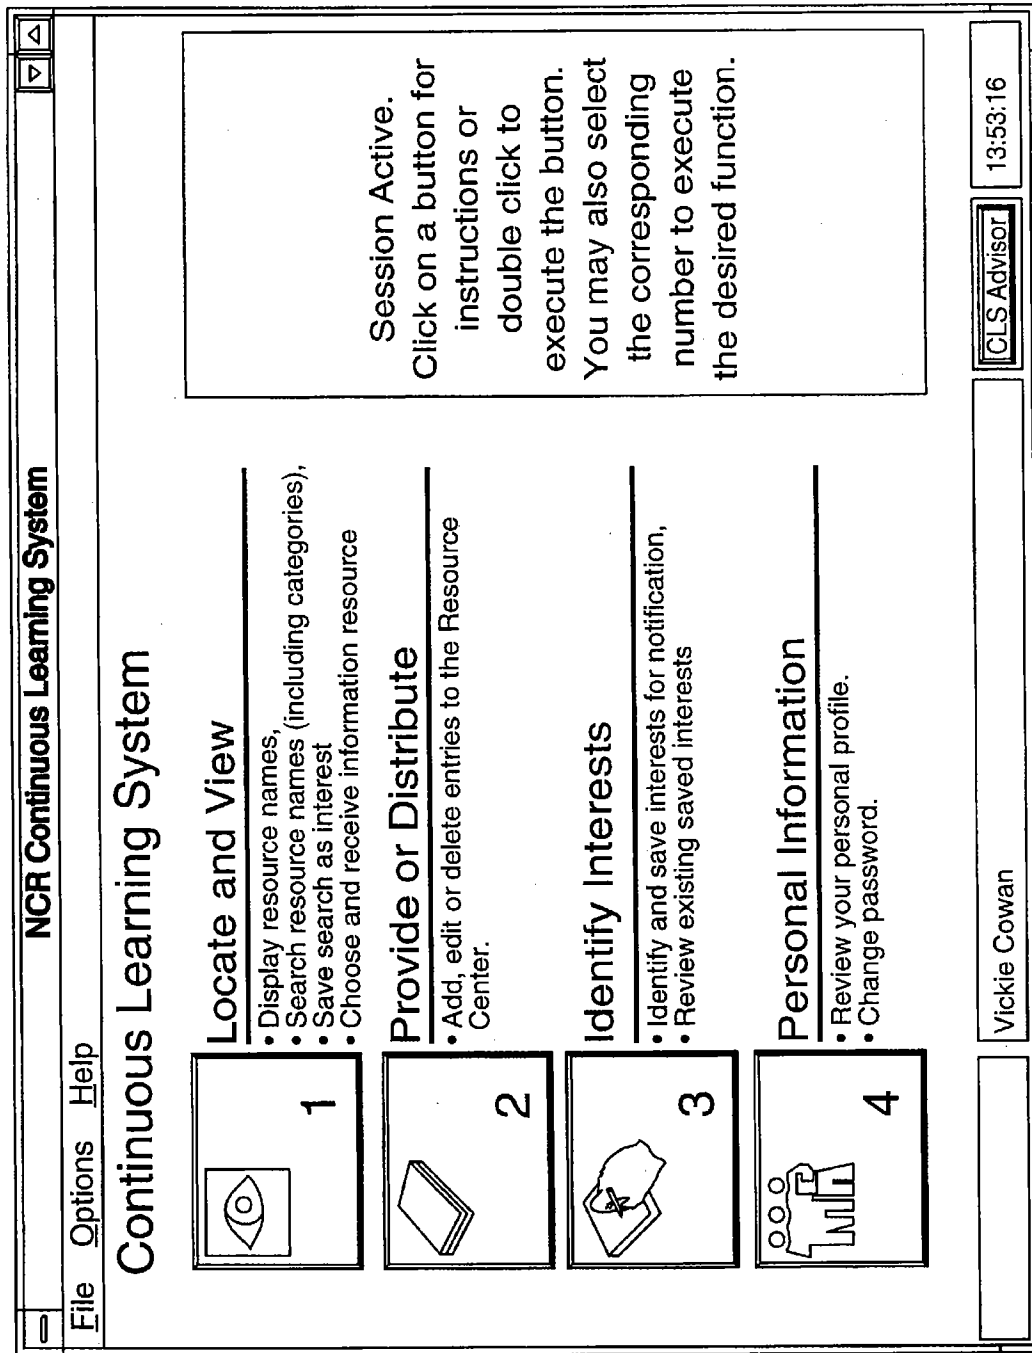 NCR Continuous Learning System
File Options Help
Continuous Learning System
1
Locate and View
• Display resource names,
• Search resource names (including categories),
• Save search as interest
• Choose and receive information resource
2
Provide or Distribute
• Add, edit or delete entries to the Resource
Center.
3
Identify Interests
• Identify and save interests for notification,
• Review existing saved interests
4
Personal Information
• Review your personal profile.
• Change password.
Session Active.
Click on a button for
instructions or
double click to
execute the button.
You may also select
the corresponding
number to execute
the desired function.
Vickie Cowan
CLS Advisor
13:53:16